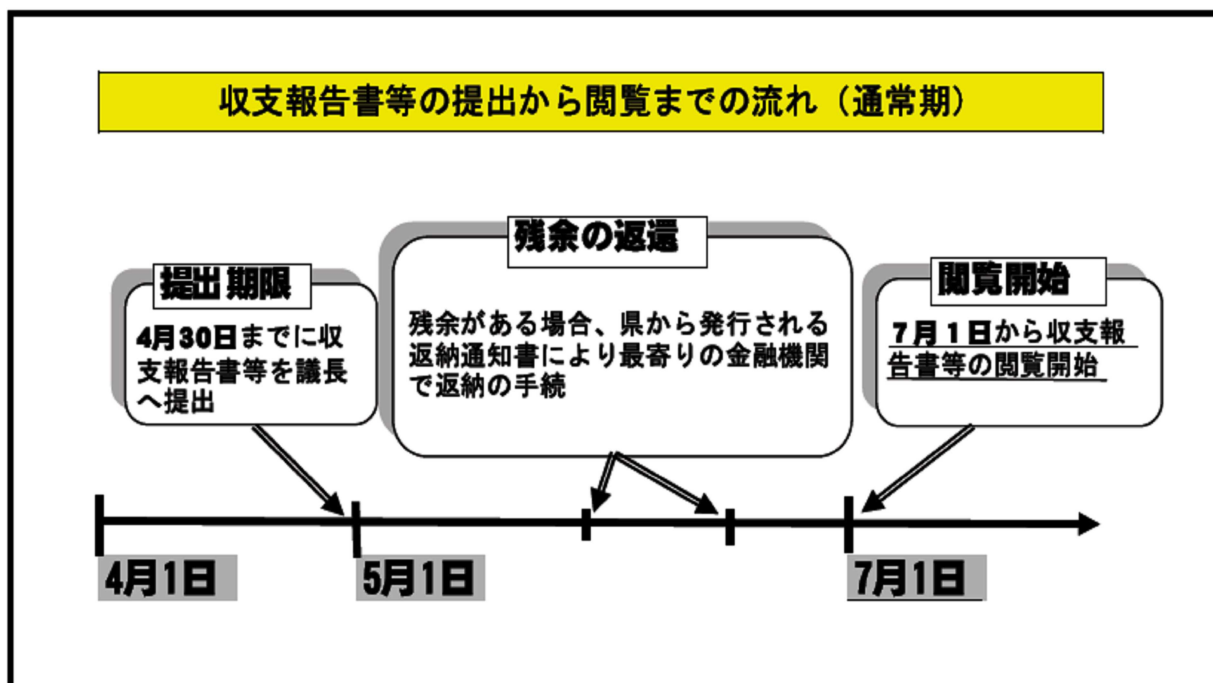 収支報告書等の提出から閲覧までの流れ（通常期）
提出期限
4月30日までに収
支報告書等を議長
へ提出
残余の返還
残余がある場合、県から発行される
返納通知書により最寄りの金融機関
で返納の手続
閲覧開始
７月１日から収支報
告書等の閲覧開始
4月1日
5月1日
7月1日